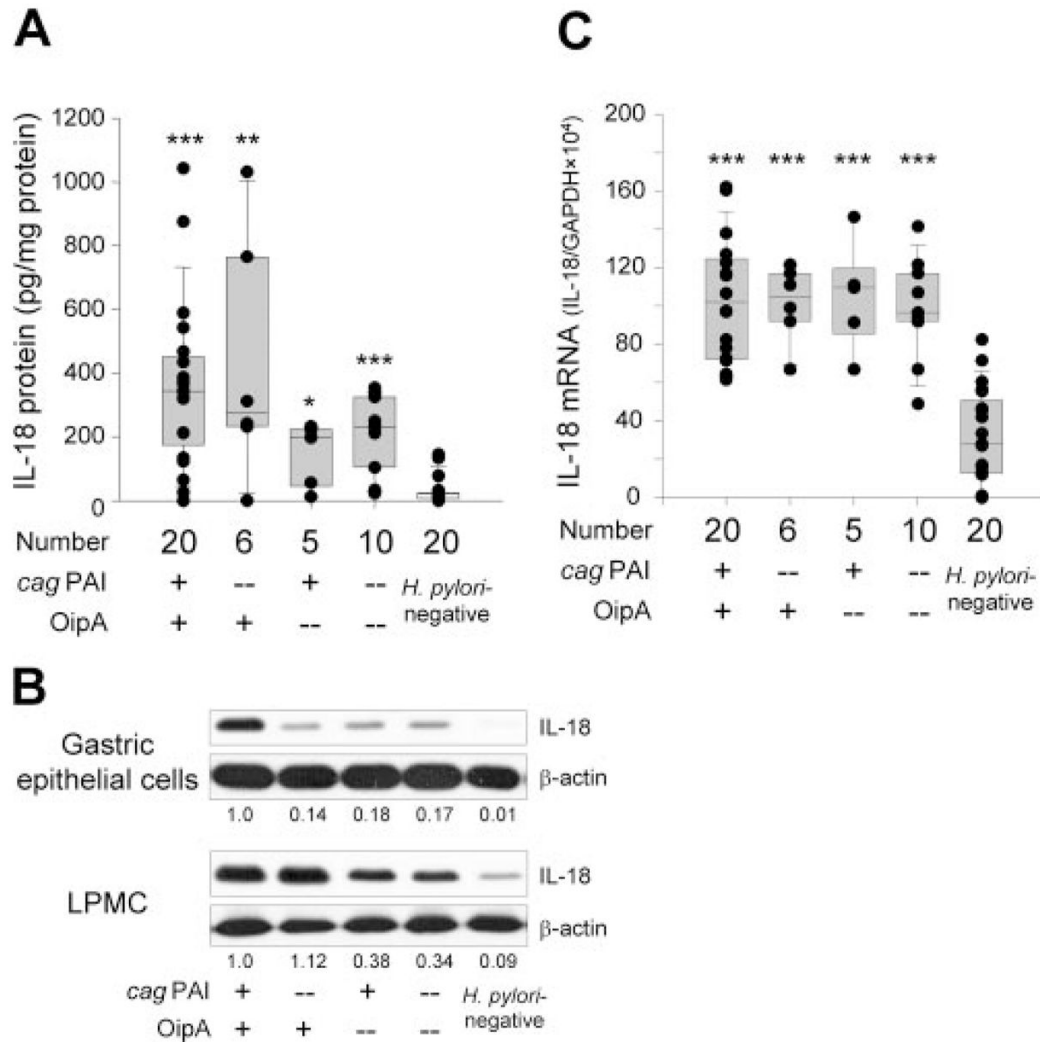 A
IL-18 protein (pg/mg protein)
1200
1000
800
600
400
200
0
*** ** * ***
Number 20 6 5 10 20
cag PAI + -- + -- H. pylori-
negative
OipA + + -- --
C
IL-18 mRNA (IL-18/GAPDH×10⁴)
200
160
120
80
40
0
*** *** *** ***
Number 20 6 5 10 20
cag PAI + -- + -- H. pylori-
negative
OipA + + -- --
B
Gastric
epithelial cells
IL-18
β-actin
1.0 0.14 0.18 0.17 0.01
LPMC
IL-18
β-actin
1.0 1.12 0.38 0.34 0.09
cag PAI + -- + -- H. pylori-
negative
OipA + + -- --